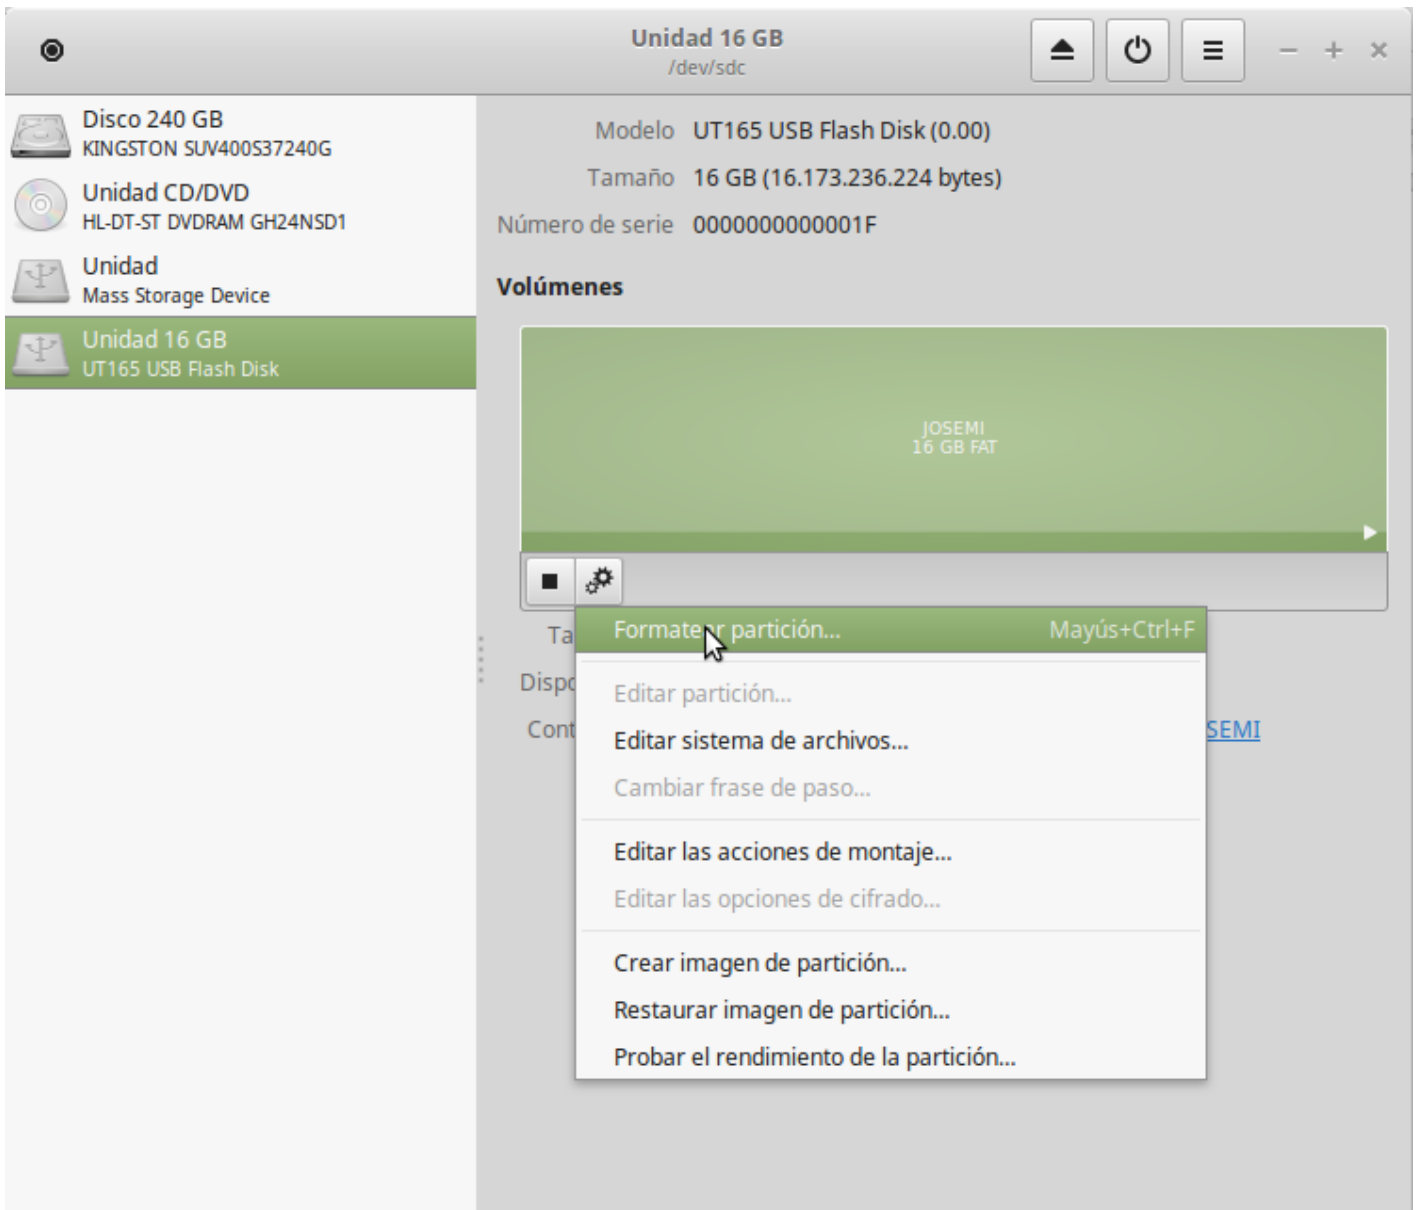 Unidad 16 GB
/dev/sdc
Disco 240 GB
KINGSTON SUV400S37240G
Unidad CD/DVD
HL-DT-ST DVDRAM GH24NSD1
Unidad
Mass Storage Device
Unidad 16 GB
UT165 USB Flash Disk
Modelo UT165 USB Flash Disk (0.00)
Tamaño 16 GB (16.173.236.224 bytes)
Número de serie 0000000000001F
Volúmenes
JOSEMI
16 GB FAT
Ta
Dispo
Cont
SEMI
Formatear partición... Mayús+Ctrl+F
Editar partición...
Editar sistema de archivos...
Cambiar frase de paso...
Editar las acciones de montaje...
Editar las opciones de cifrado...
Crear imagen de partición...
Restaurar imagen de partición...
Probar el rendimiento de la partición...